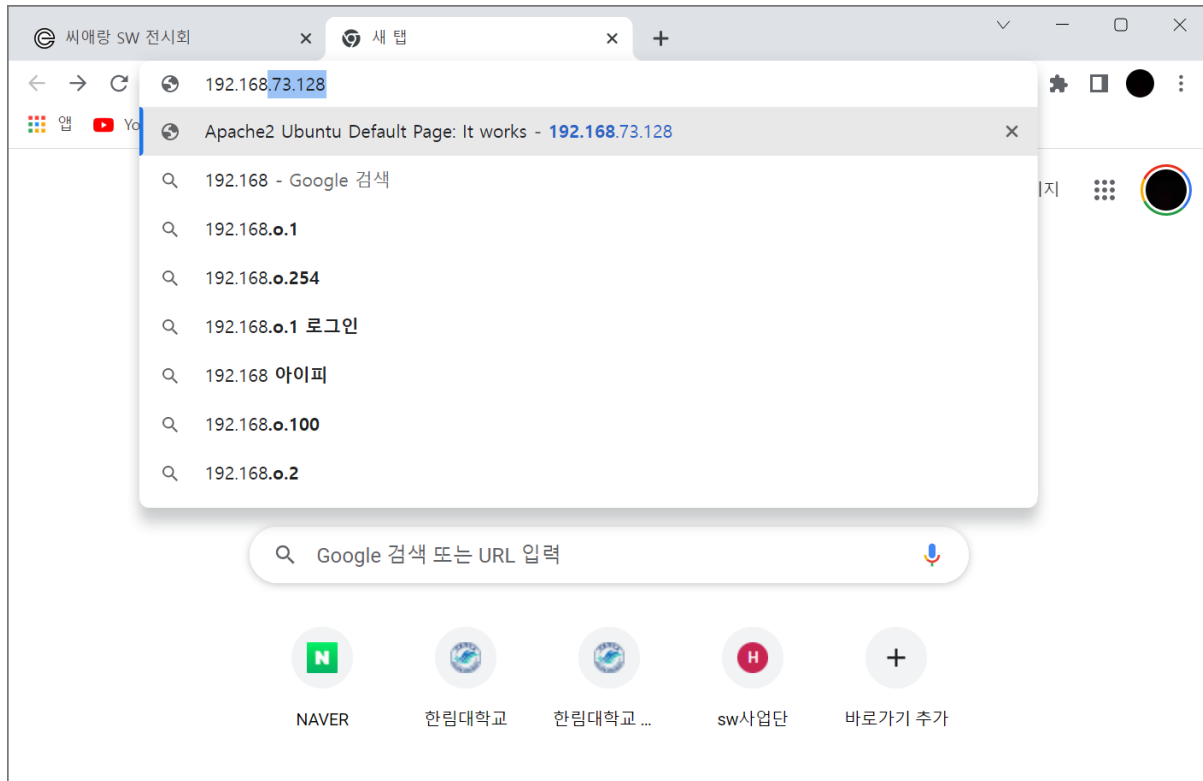 씨애랑 SW 전시회
새 탭
192.168.73.128
앱
Yo
Apache2 Ubuntu Default Page: It works - 192.168.73.128
192.168 - Google 검색
지
192.168.o.1
192.168.o.254
192.168.o.1 로그인
192.168 아이피
192.168.o.100
192.168.o.2
Google 검색 또는 URL 입력
N
H
NAVER
한림대학교
한림대학교 ...
sw사업단
바로가기 추가